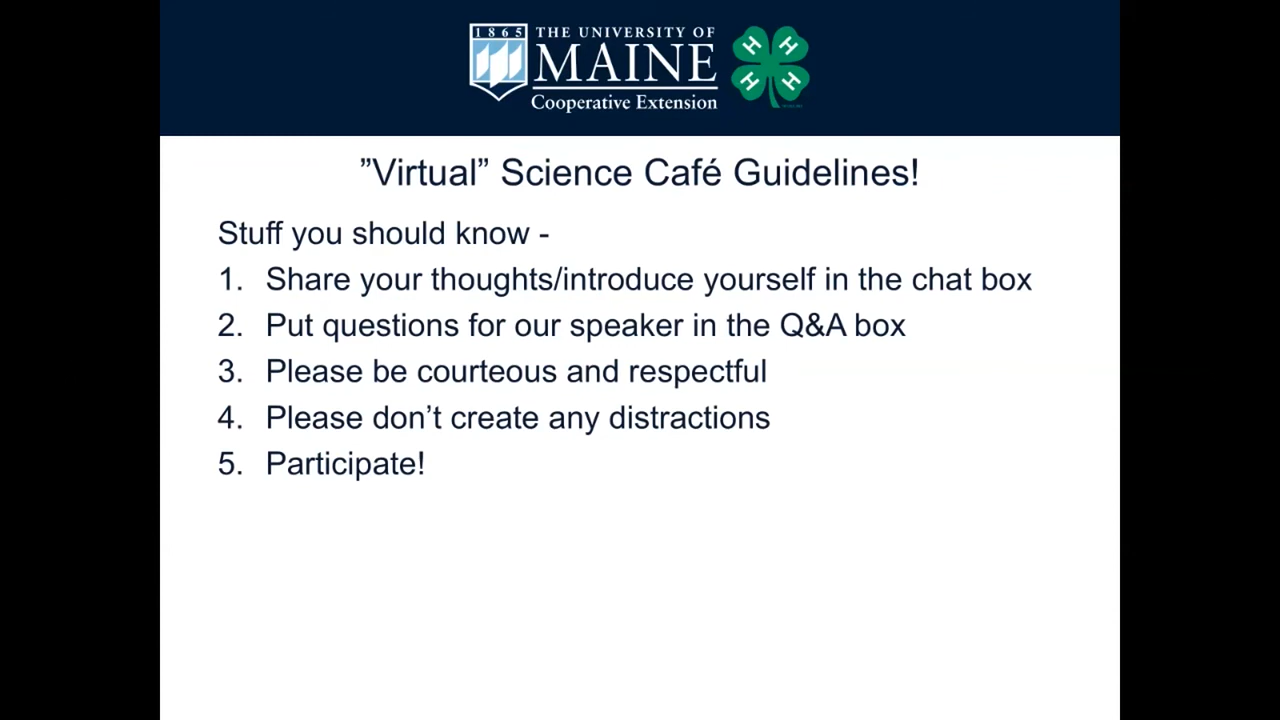 1865
THE UNIVERSITY OF
MAINE
Cooperative Extension
H H
H H
”Virtual” Science Café Guidelines!
Stuff you should know -
1. Share your thoughts/introduce yourself in the chat box
2. Put questions for our speaker in the Q&A box
3. Please be courteous and respectful
4. Please don’t create any distractions
5. Participate!